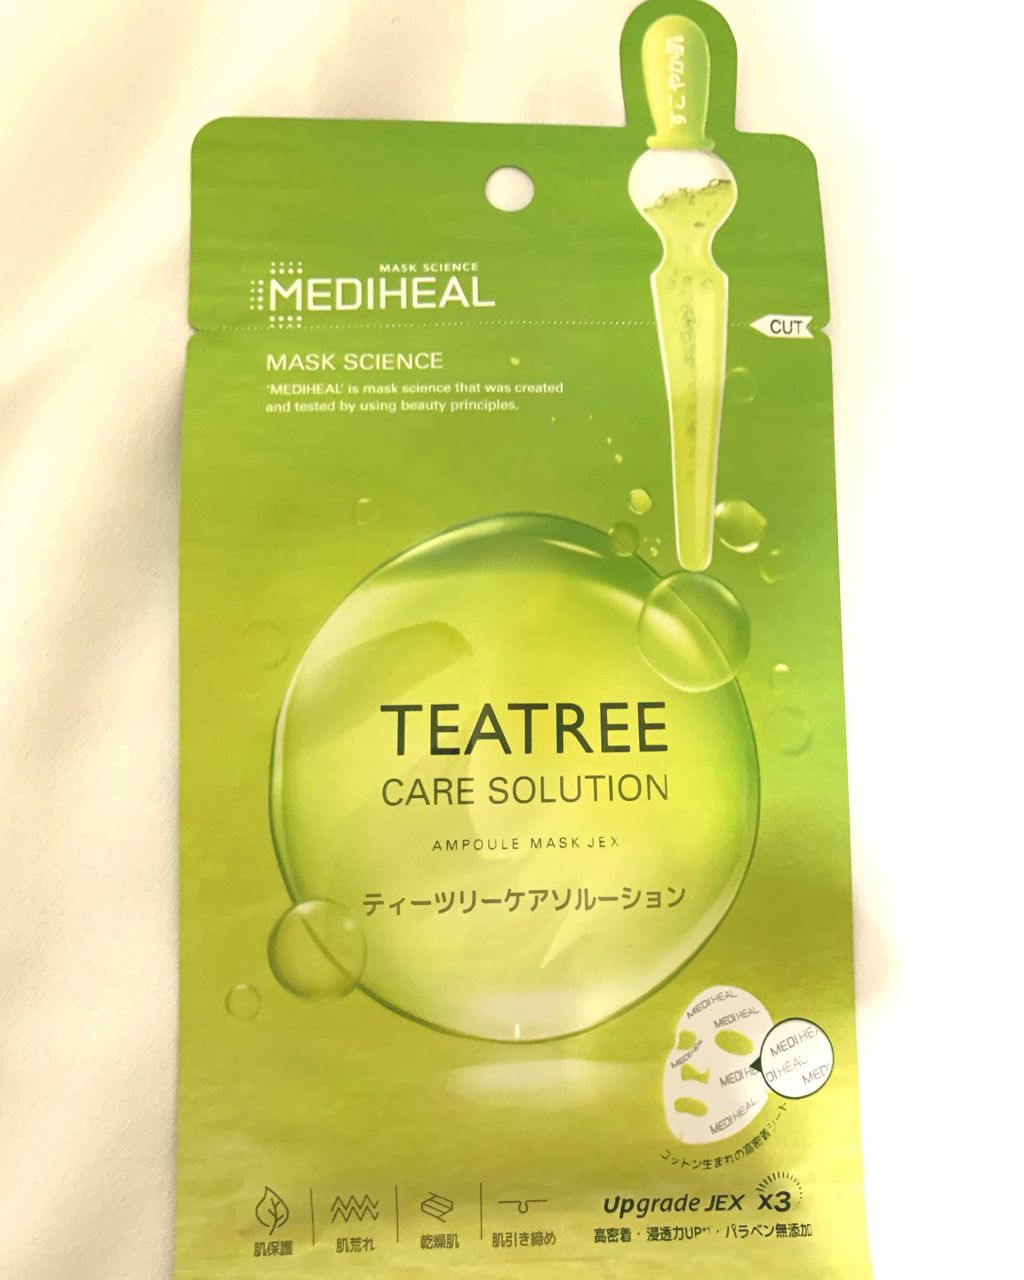 MASK SCIENCE
MEDIHEAL
CUT
MASK SCIENCE
'MEDIHEAL' is mask science that was created
and tested by using beauty principles.
TEATREE
CARE SOLUTION
AMPOULE MASK JEX
ティーツリーケアソルーション
MEDIHEAL
MEDIHEAL
MEDIHEAL
MEDIHEAL
コットン生まれの高密着シート
肌保護
肌荒れ
乾燥肌
肌引き締め
Upgrade JEX x3
高密着・浸透力UP*¹・パラベン無添加